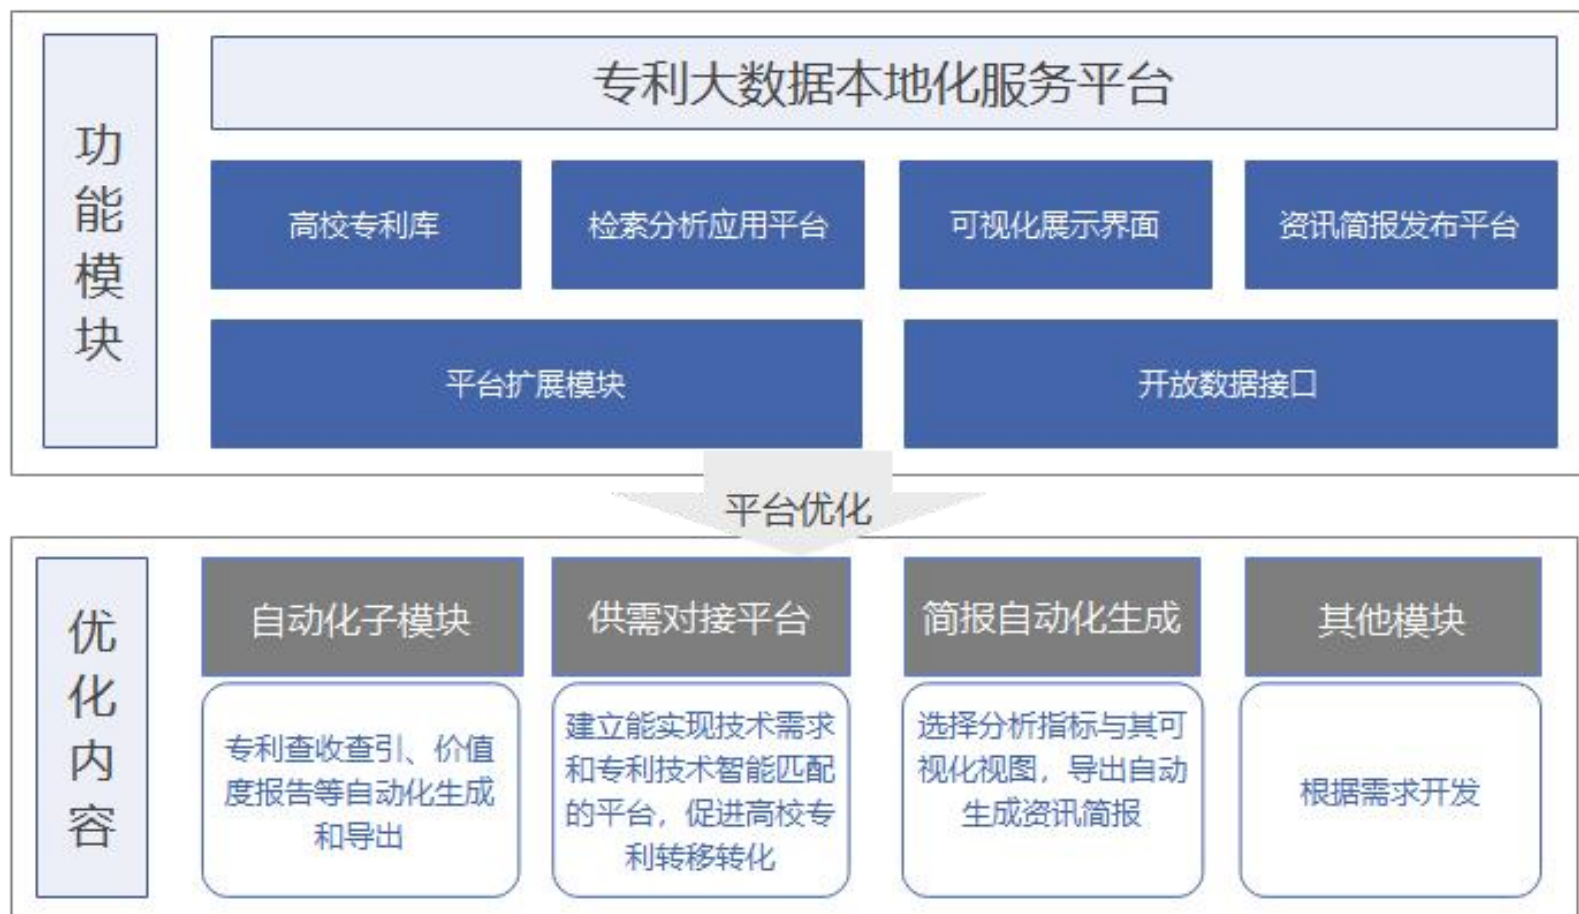 功能模块
专利大数据本地化服务平台
高校专利库
检索分析应用平台
可视化展示界面
资讯简报发布平台
平台扩展模块
开放数据接口
平台优化
优化内容
自动化子模块
供需对接平台
简报自动化生成
其他模块
专利查收查引、价值
度报告等自动化生成
和导出
建立能实现技术需求
和专利技术智能匹配
的平台，促进高校专
利转移转化
选择分析指标与其可
视化视图，导出自动
生成资讯简报
根据需求开发